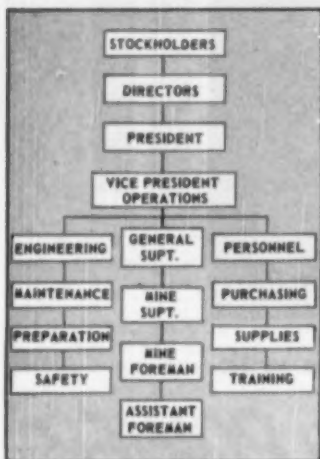 STOCKHOLDERS
DIRECTORS
PRESIDENT
VICE PRESIDENT
OPERATIONS
ENGINEERING
MAINTENANCE
PREPARATION
SAFETY
GENERAL
SUPT.
MINE
SUPT.
MINE
FOREMAN
ASSISTANT
FOREMAN
PERSONNEL
PURCHASING
SUPPLIES
TRAINING